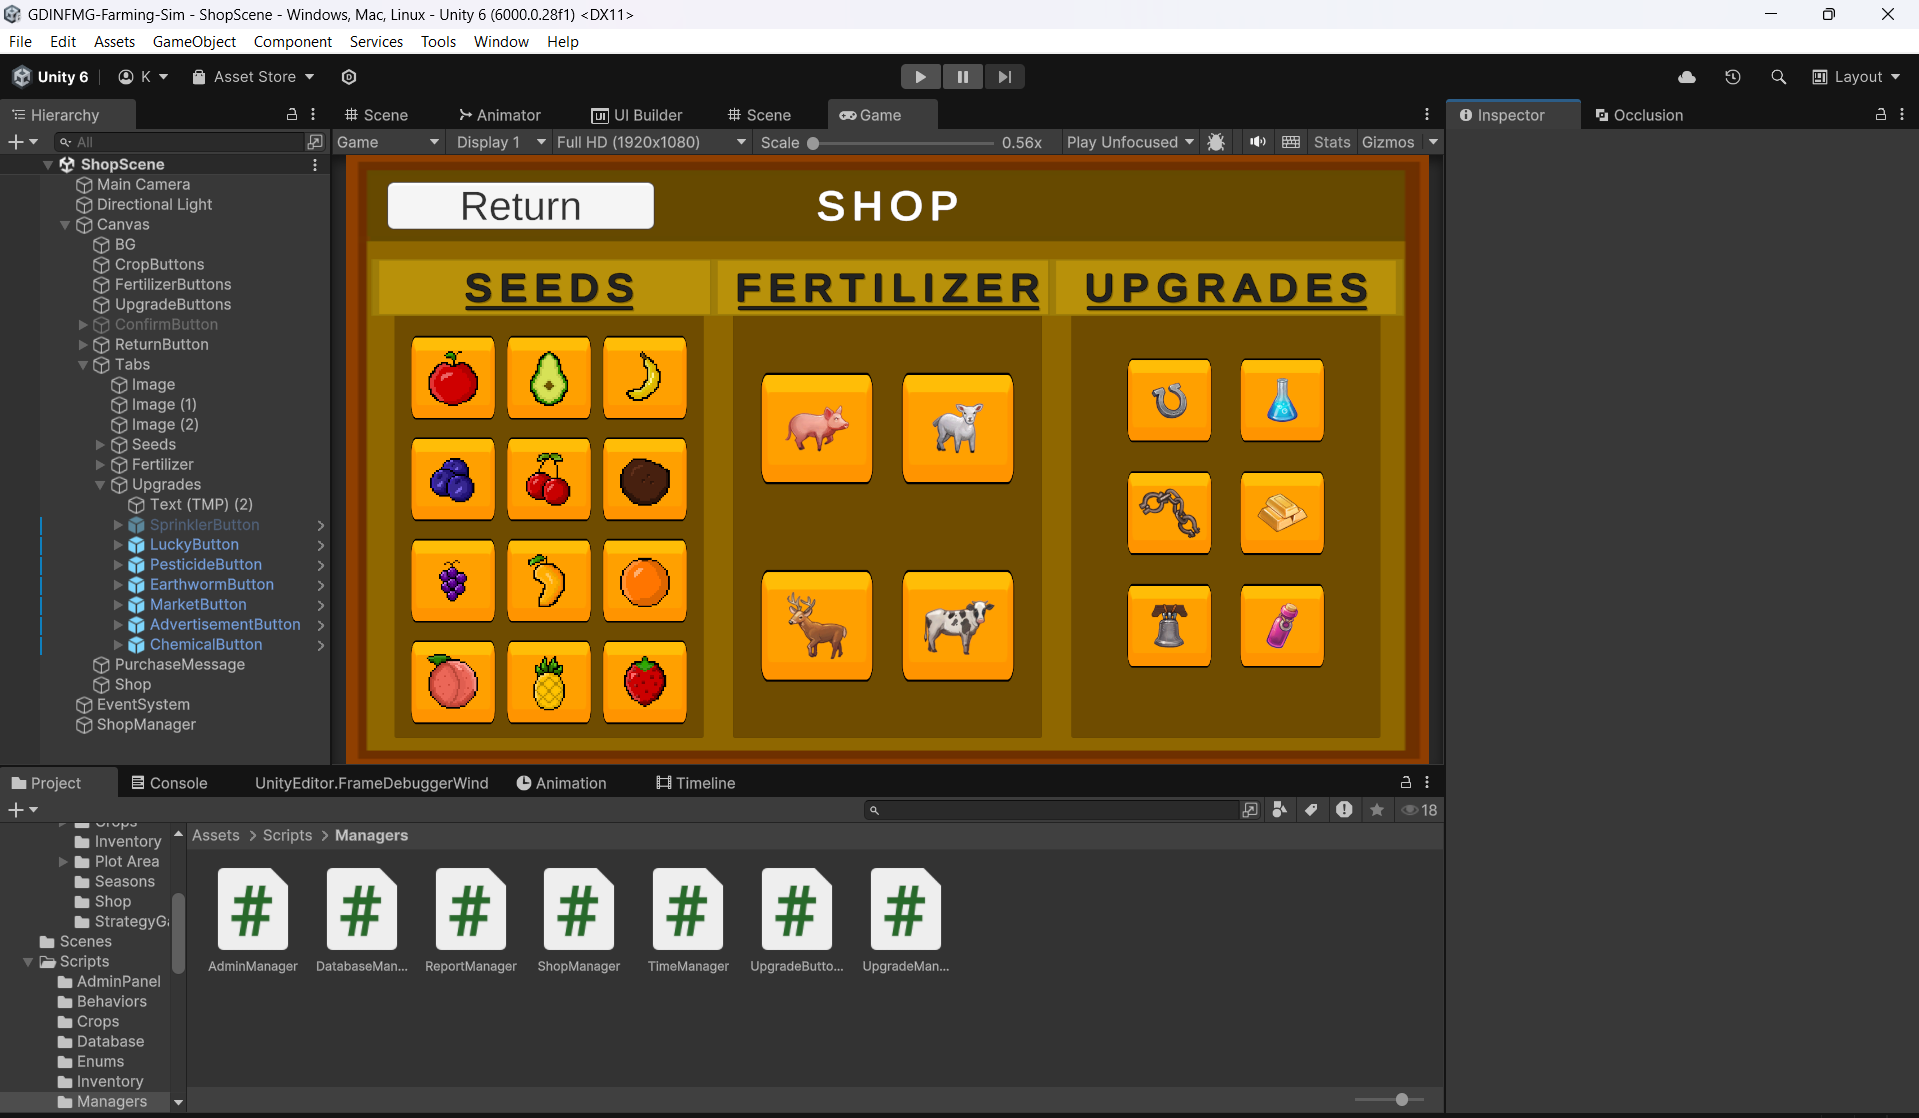 GDINFMG-Farming-Sim - ShopScene - Windows, Mac, Linux - Unity 6 (6000.0.28f1) <DX11>
File Edit Assets GameObject Component Services Tools Window Help
Unity 6 K Asset Store Layout
Hierarchy
All
ShopScene
Main Camera
Directional Light
Canvas
BG
CropButtons
FertilizerButtons
UpgradeButtons
ConfirmButton
ReturnButton
Tabs
Image
Image (1)
Image (2)
Seeds
Fertilizer
Upgrades
Text (TMP) (2)
SprinklerButton
LuckyButton
PesticideButton
EarthwormButton
MarketButton
AdvertisementButton
ChemicalButton
PurchaseMessage
Shop
EventSystem
ShopManager
Scene Animator UI Builder Scene Game
Game Display 1 Full HD (1920x1080) Scale 0.56x Play Unfocused Stats Gizmos
Return SHOP
SEEDS FERTILIZER UPGRADES
Inspector Occlusion
Project Console UnityEditor.FrameDebuggerWind Animation Timeline
18
Crops
Inventory
Plot Area
Seasons
Shop
StrategyGa
Scenes
Scripts
AdminPanel
Behaviors
Crops
Database
Enums
Inventory
Managers
Assets > Scripts > Managers
AdminManager DatabaseMan... ReportManager ShopManager TimeManager UpgradeButto... UpgradeMan...